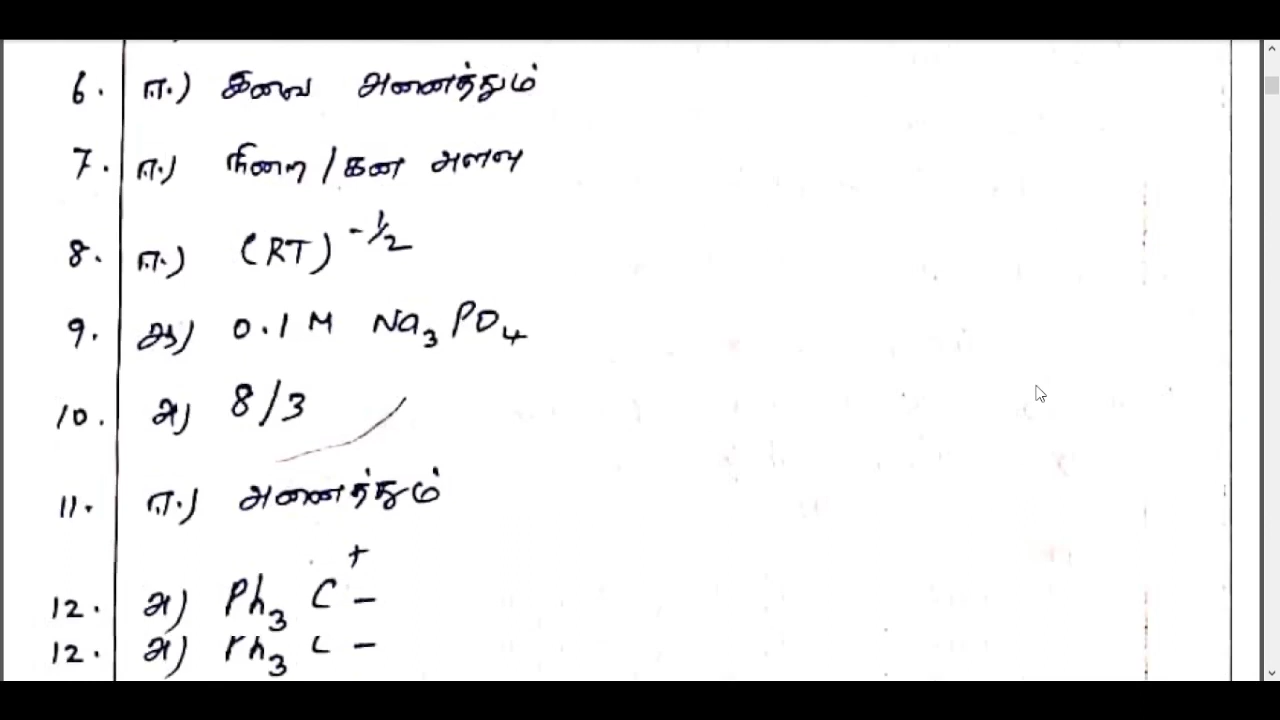 6. ஈ.) இவை அனைத்தும்
7. ஈ.) நிறை / கன அளவு
8. ஈ.) (RT)^-1/2
9. ஆ) 0.1 M Na₃PO₄
10. அ) 8/3
11. ஈ.) அனைத்தும்
12. அ) Ph₃ C⁺ –
12. அ) Ph₃ C –